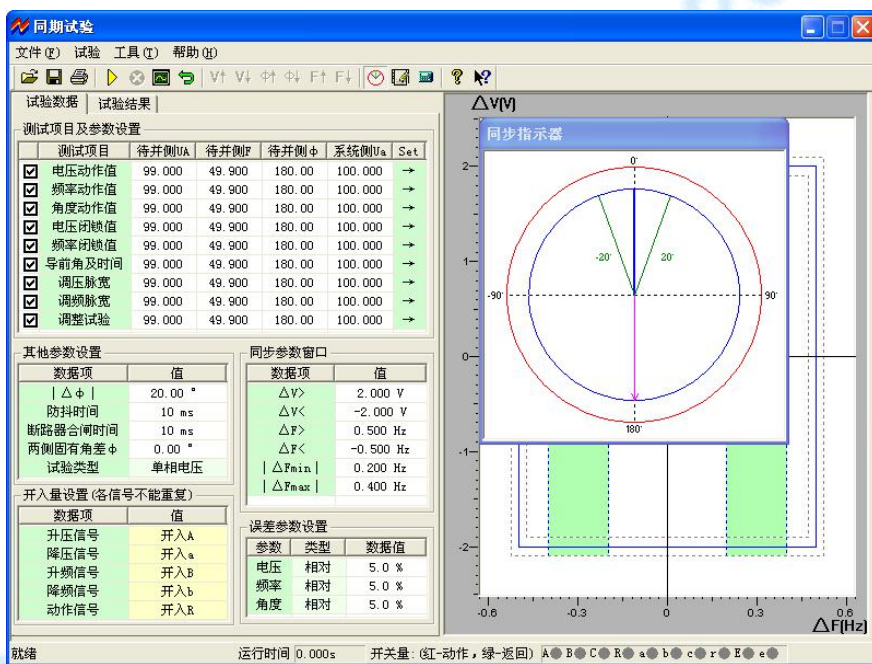 同期试验
文件(F) 试验 工具(T) 帮助(H)
V↑ V↓ Φ↑ Φ↓ F↑ F↓
试验数据 试验结果
测试项目及参数设置
测试项目 待并侧UA 待并侧F 待并侧φ 系统侧Ua Set
电压动作值 99.000 49.900 180.00 100.000 →
频率动作值 99.000 49.900 180.00 100.000 →
角度动作值 99.000 49.900 180.00 100.000 →
电压闭锁值 99.000 49.900 180.00 100.000 →
频率闭锁值 99.000 49.900 180.00 100.000 →
导前角及时间 99.000 49.900 180.00 100.000 →
调压脉宽 99.000 49.900 180.00 100.000 →
调频脉宽 99.000 49.900 180.00 100.000 →
调整试验 99.000 49.900 180.00 100.000 →
其他参数设置
数据项 值
|△φ| 20.00 °
防抖时间 10 ms
断路器合闸时间 10 ms
两侧固有角差φ 0.00 °
试验类型 单相电压
同步参数窗口
数据项 值
△V> 2.000 V
△V< -2.000 V
△F> 0.500 Hz
△F< -0.500 Hz
|△Fmin| 0.200 Hz
|△Fmax| 0.400 Hz
开入量设置(各信号不能重复)
数据项 值
升压信号 开入A
降压信号 开入a
升频信号 开入B
降频信号 开入b
动作信号 开入R
误差参数设置
参数 类型 数据值
电压 相对 5.0 %
频率 相对 5.0 %
角度 相对 5.0 %
△V(V)
同步指示器
0°
-20° 20°
-90° 90°
180°
2
1
0
-1
-2
-0.6 -0.3 0 0.3 0.6
△F(Hz)
就绪 运行时间 0.000s 开关量:(红-动作,绿-返回) A B C R a b c r E e